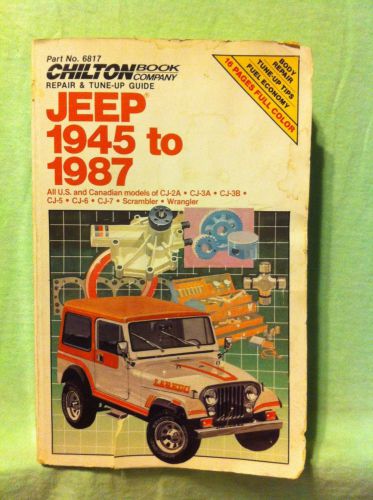 Part No. 6817
CHILTON BOOK COMPANY
REPAIR & TUNE-UP GUIDE
BODY REPAIR
TUNE-UP TIPS
FUEL ECONOMY
16 PAGES FULL COLOR
JEEP
1945 to
1987
All U.S. and Canadian models of CJ-2A • CJ-3A • CJ-3B •
CJ-5 • CJ-6 • CJ-7 • Scrambler • Wrangler
LAREDO